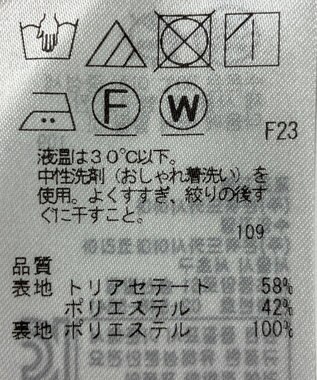 F
W
F23
液温は30℃以下。
中性洗剤(おしゃれ着洗い)を
使用。よくすすぎ、絞りの後す
ぐに干すこと。
109
品質
表地 トリアセテート 58%
ポリエステル 42%
裏地 ポリエステル 100%